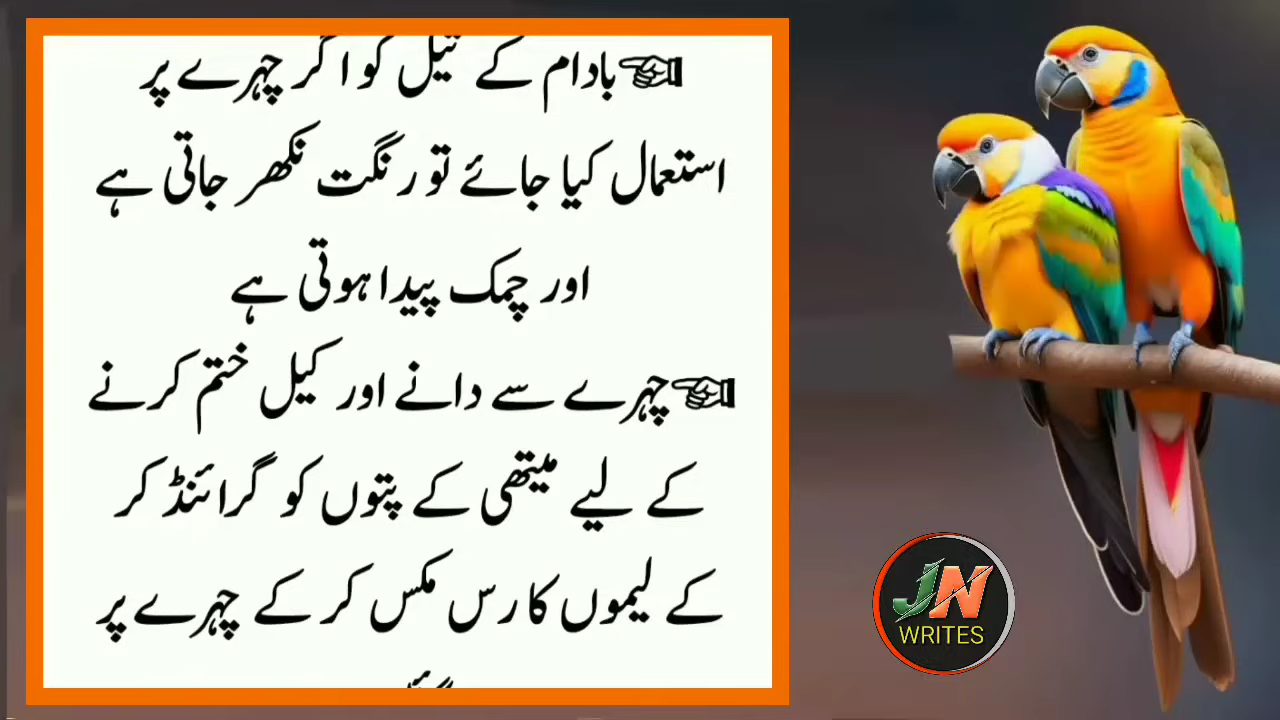 ☜بادام کے تیل کو اگر چہرے پر
استعمال کیا جائے تو رنگت نکھر جاتی ہے
اور چمک پیدا ہوتی ہے
☜چہرے سے دانے اور کیل ختم کرنے
کے لیے میتھی کے پتوں کو گرائنڈ کر
کے لیموں کا رس مکس کر کے چہرے پر
JN
WRITES